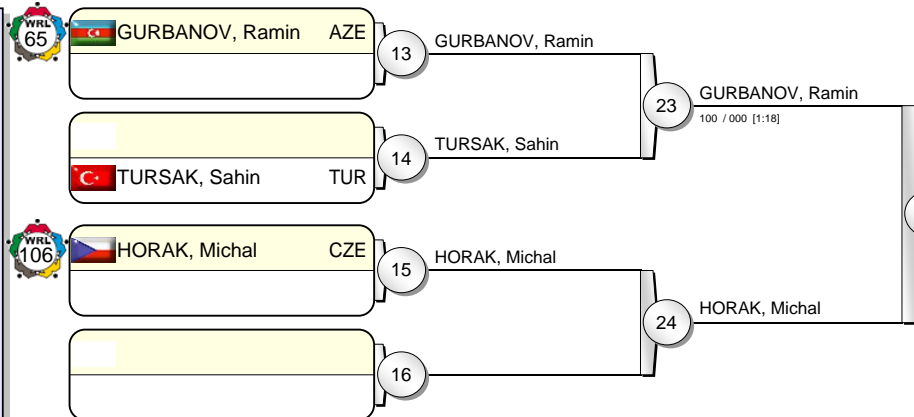 WRL
65
GURBANOV, Ramin AZE
13
GURBANOV, Ramin
23
GURBANOV, Ramin
100 / 000 [1:18]
14
TURSAK, Sahin
TURSAK, Sahin TUR
WRL
106
HORAK, Michal CZE
15
HORAK, Michal
24
HORAK, Michal
16